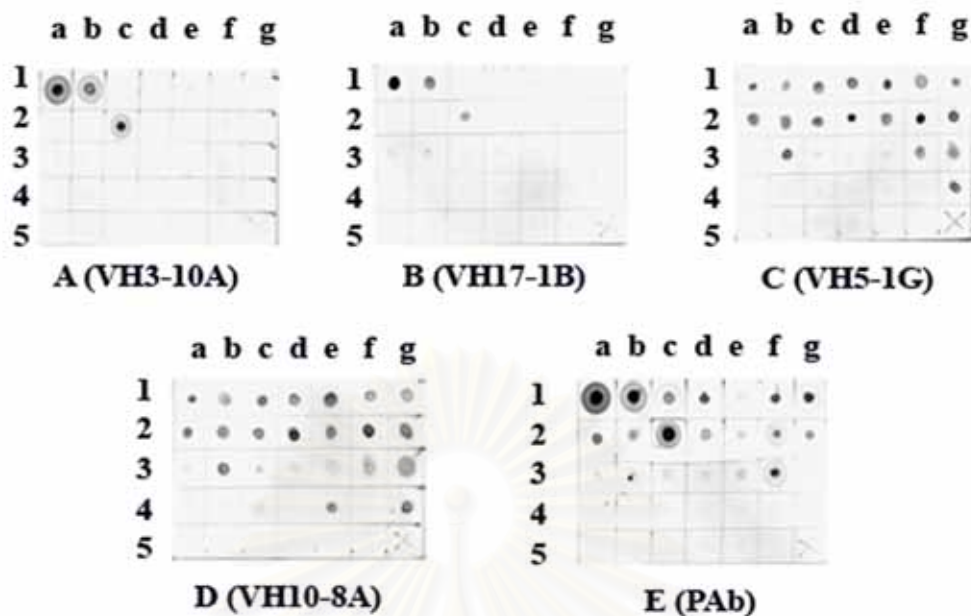 a b c d e f g
1
2
3
4
5
A (VH3-10A)
a b c d e f g
1
2
3
4
5
B (VH17-1B)
a b c d e f g
1
2
3
4
5
X
C (VH5-1G)
a b c d e f g
1
2
3
4
5
X
D (VH10-8A)
a b c d e f g
1
2
3
4
5
X
E (PAb)